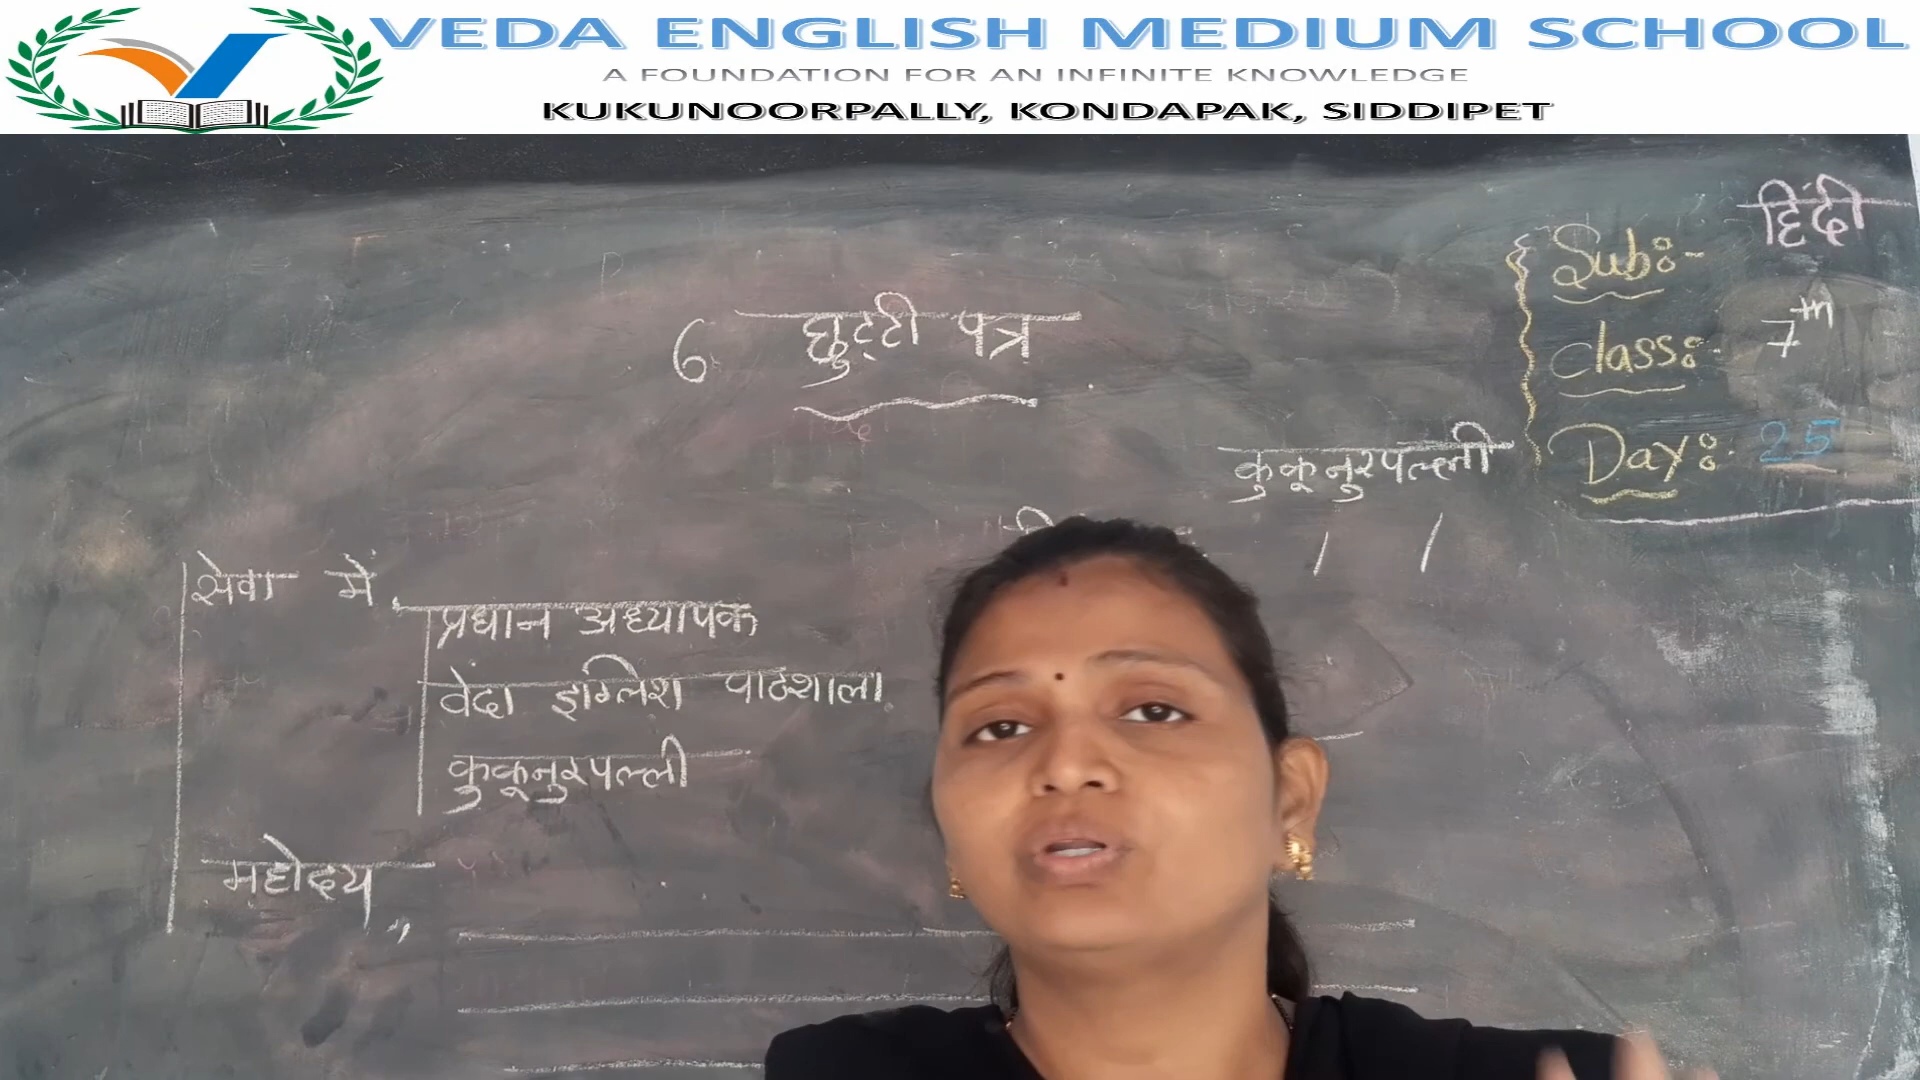 VEDA ENGLISH MEDIUM SCHOOL
A FOUNDATION FOR AN INFINITE KNOWLEDGE
KUKUNOORPALLY, KONDAPAK, SIDDIPET
Sub:- हिंदी
class:- 7th
Day:- 25
6 छुट्टी पत्र
कुकूनुरपल्ली
/ /
सेवा में,
प्रधान अध्यापक
वेदा इंग्लिश पाठशाला
कुकूनुरपल्ली
महोदय,,